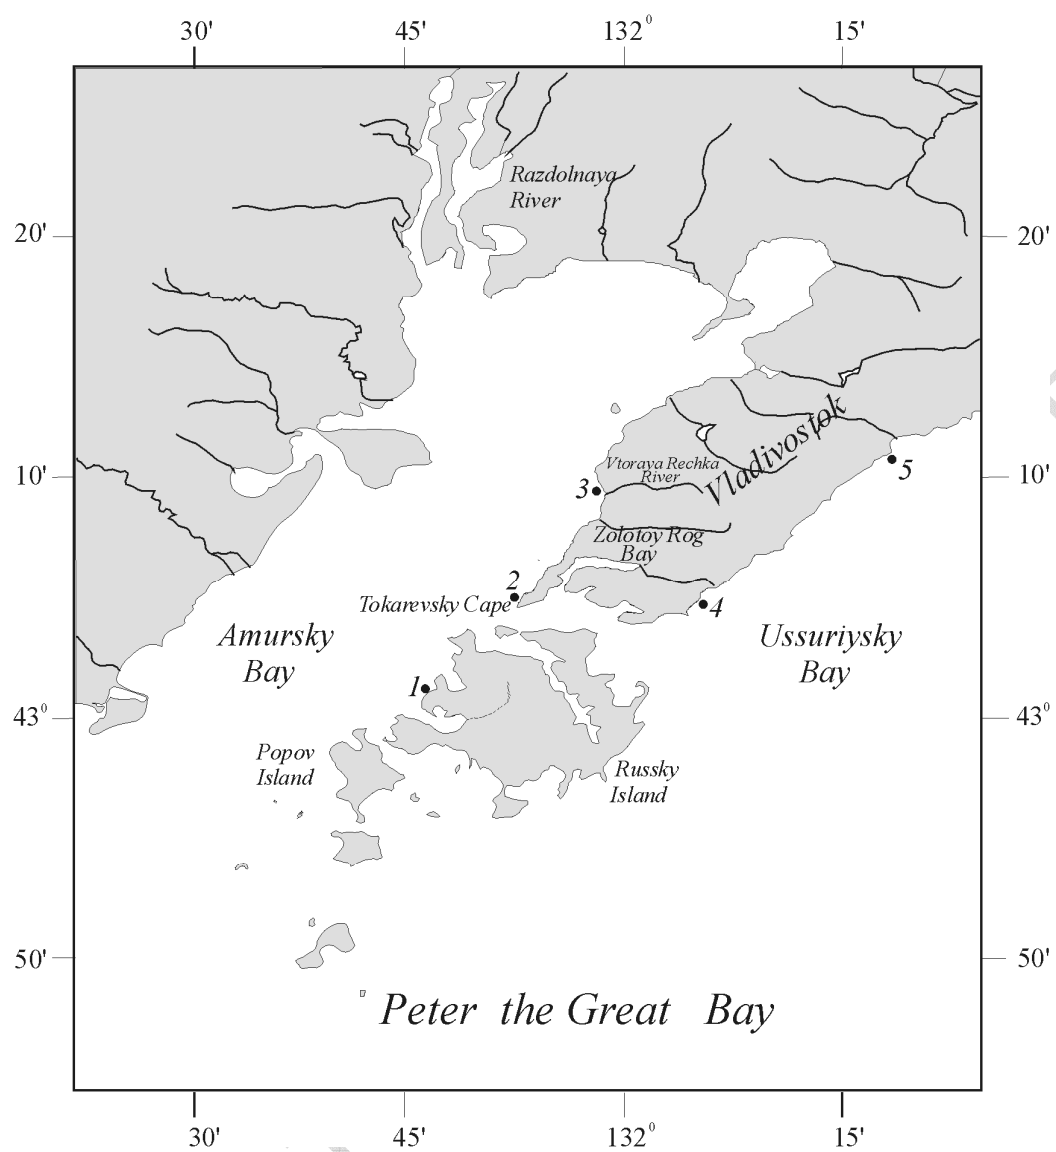 30' 45' 132⁰ 15'
Razdolnaya
River
20' 20'
Vladivostok
Vtoraya Rechka
River
10' 10'
5
3
Zolotoy Rog
Bay
2
Tokarevsky Cape
4
Amursky
Bay
Ussuriysky
Bay
1
43⁰ 43⁰
Popov
Island
Russky
Island
50' 50'
Peter the Great Bay
30' 45' 132⁰ 15'